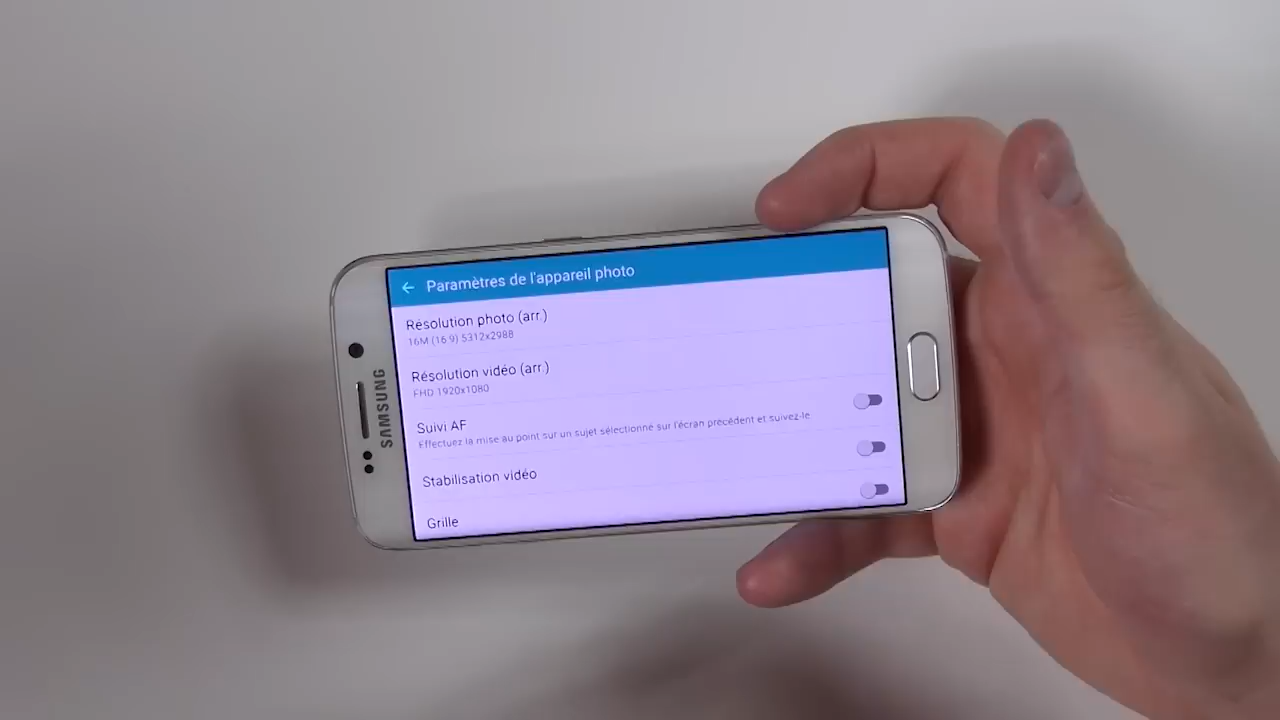 Paramètres de l'appareil photo
Résolution photo (arr.)
16M (16:9) 5312x2988
Résolution vidéo (arr.)
FHD 1920x1080
Suivi AF
Effectuez la mise au point sur un sujet sélectionné sur l'écran précédent et suivez-le
Stabilisation vidéo
Grille
SAMSUNG